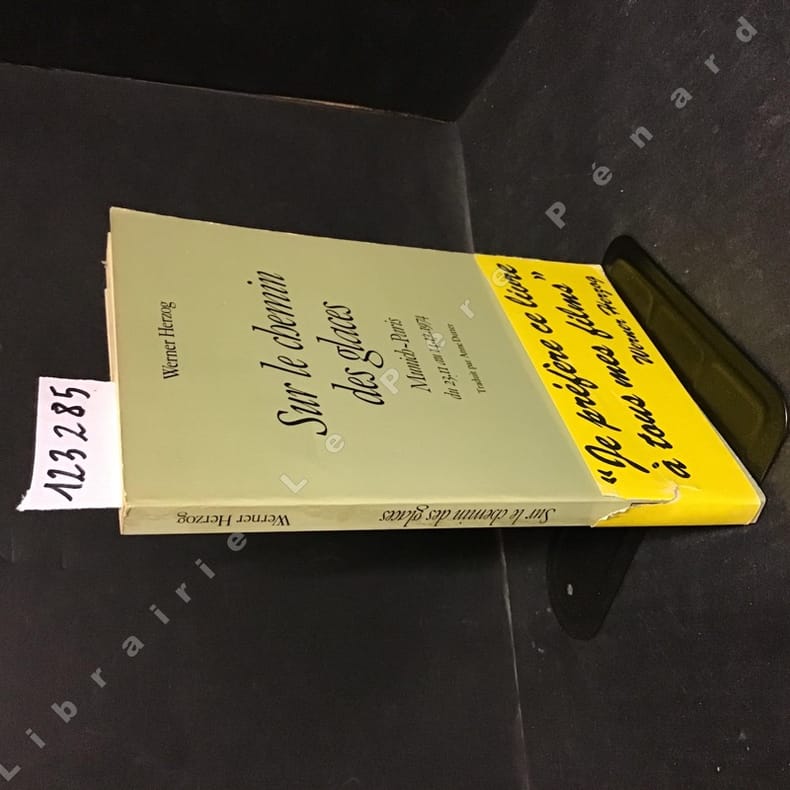 Werner Herzog
Sur le chemin
des glaces
Munich-Paris
du 23.11 au 14.12.1974
Traduit par Anne Dutter
“Je préfère ce livre
à tous mes films”
Werner Herzog
Werner Herzog
Sur le chemin des glaces
123285
Librairie Le Père Pénard